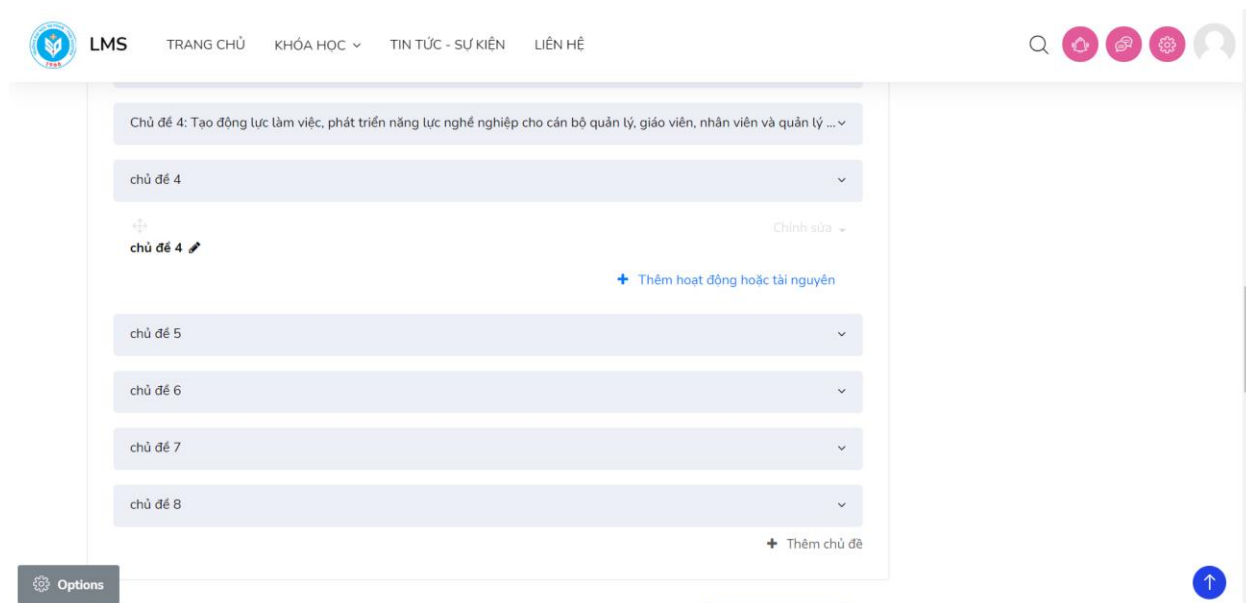 LMS TRANG CHỦ KHÓA HỌC TIN TỨC - SỰ KIỆN LIÊN HỆ
Chủ đề 4: Tạo động lực làm việc, phát triển năng lực nghề nghiệp cho cán bộ quản lý, giáo viên, nhân viên và quản lý ...
chủ đề 4
Chỉnh sửa
chủ đề 4
Thêm hoạt động hoặc tài nguyên
chủ đề 5
chủ đề 6
chủ đề 7
chủ đề 8
Thêm chủ đề
Options